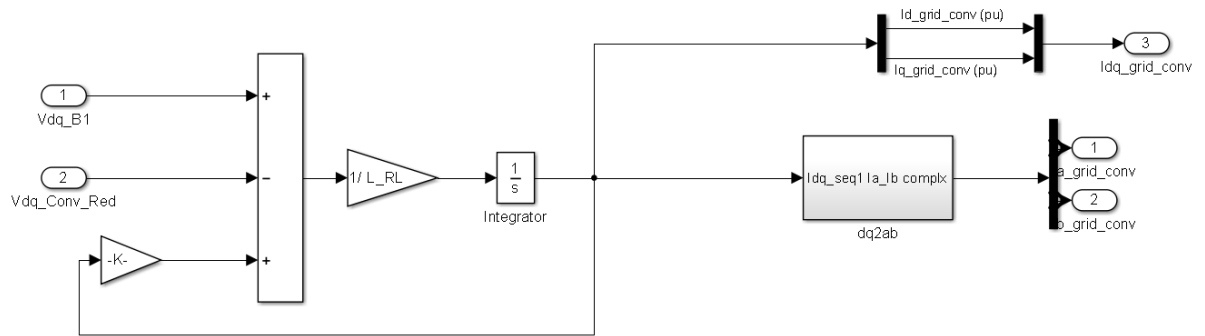 Id_grid_conv (pu)
3
Iq_grid_conv (pu)
Idq_grid_conv
1
+
Vdq_B1
1
a_grid_conv
2
-
1/ L_RL
1
s
Idq_seq1 Ia_Ib complx
Vdq_Conv_Red
Integrator
2
b_grid_conv
dq2ab
-K-
+